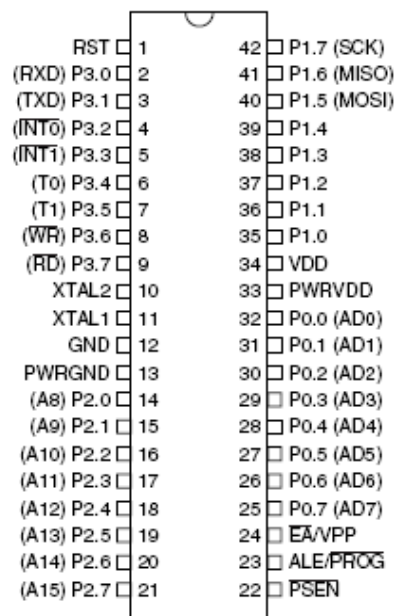 RST 1 42 P1.7 (SCK)
(RXD) P3.0 2 41 P1.6 (MISO)
(TXD) P3.1 3 40 P1.5 (MOSI)
(I̅N̅T̅0̅) P3.2 4 39 P1.4
(I̅N̅T̅1̅) P3.3 5 38 P1.3
(T0) P3.4 6 37 P1.2
(T1) P3.5 7 36 P1.1
(W̅R̅) P3.6 8 35 P1.0
(R̅D̅) P3.7 9 34 VDD
XTAL2 10 33 PWRVDD
XTAL1 11 32 P0.0 (AD0)
GND 12 31 P0.1 (AD1)
PWRGND 13 30 P0.2 (AD2)
(A8) P2.0 14 29 P0.3 (AD3)
(A9) P2.1 15 28 P0.4 (AD4)
(A10) P2.2 16 27 P0.5 (AD5)
(A11) P2.3 17 26 P0.6 (AD6)
(A12) P2.4 18 25 P0.7 (AD7)
(A13) P2.5 19 24 E̅A̅/VPP
(A14) P2.6 20 23 ALE/P̅R̅O̅G̅
(A15) P2.7 21 22 P̅S̅E̅N̅